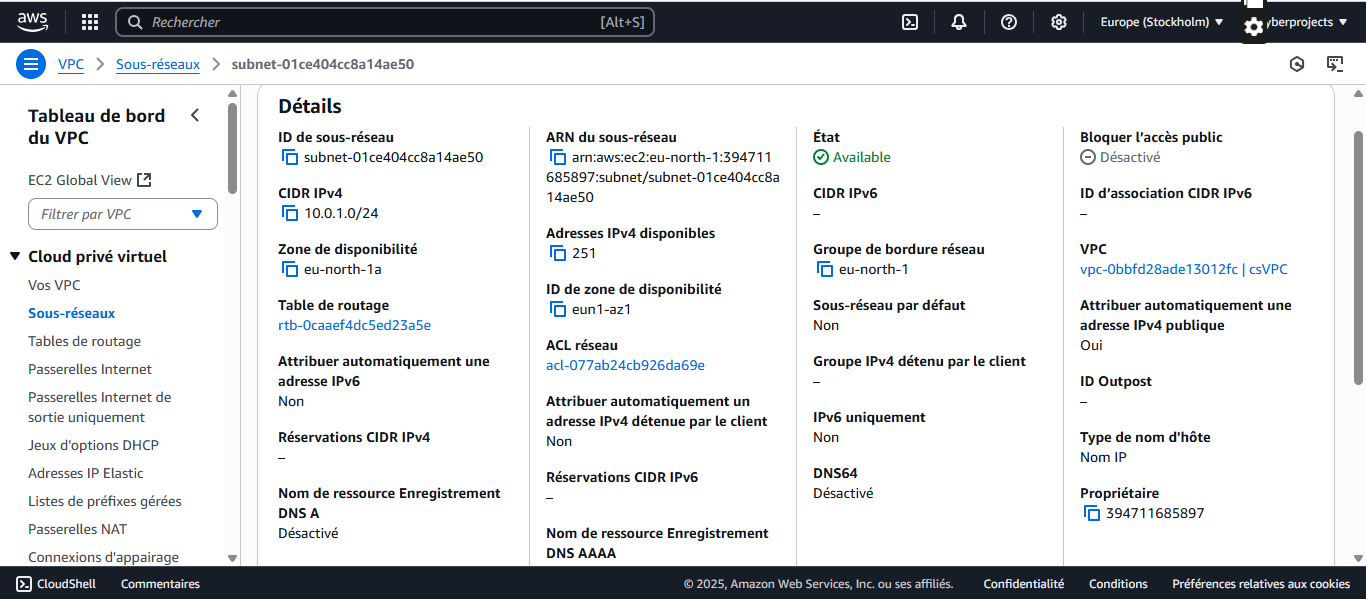 aws
Rechercher [Alt+S]
Europe (Stockholm)
yberprojects
VPC
Sous-réseaux
subnet-01ce404cc8a14ae50
Tableau de bord
du VPC
EC2 Global View
Filtrer par VPC
Cloud privé virtuel
Vos VPC
Sous-réseaux
Tables de routage
Passerelles Internet
Passerelles Internet de
sortie uniquement
Jeux d'options DHCP
Adresses IP Elastic
Listes de préfixes gérées
Passerelles NAT
Connexions d'appairage
Détails
ID de sous-réseau
subnet-01ce404cc8a14ae50
CIDR IPv4
10.0.1.0/24
Zone de disponibilité
eu-north-1a
Table de routage
rtb-0caaef4dc5ed23a5e
Attribuer automatiquement une
adresse IPv6
Non
Réservations CIDR IPv4
–
Nom de ressource Enregistrement
DNS A
Désactivé
ARN du sous-réseau
arn:aws:ec2:eu-north-1:394711
685897:subnet/subnet-01ce404cc8a
14ae50
Adresses IPv4 disponibles
251
ID de zone de disponibilité
eun1-az1
ACL réseau
acl-077ab24cb926da69e
Attribuer automatiquement un
adresse IPv4 détenue par le client
Non
Réservations CIDR IPv6
–
Nom de ressource Enregistrement
DNS AAAA
État
Available
CIDR IPv6
–
Groupe de bordure réseau
eu-north-1
Sous-réseau par défaut
Non
Groupe IPv4 détenu par le client
–
IPv6 uniquement
Non
DNS64
Désactivé
Bloquer l’accès public
Désactivé
ID d’association CIDR IPv6
–
VPC
vpc-0bbfd28ade13012fc | csVPC
Attribuer automatiquement une
adresse IPv4 publique
Oui
ID Outpost
–
Type de nom d'hôte
Nom IP
Propriétaire
394711685897
CloudShell
Commentaires
© 2025, Amazon Web Services, Inc. ou ses affiliés.
Confidentialité
Conditions
Préférences relatives aux cookies